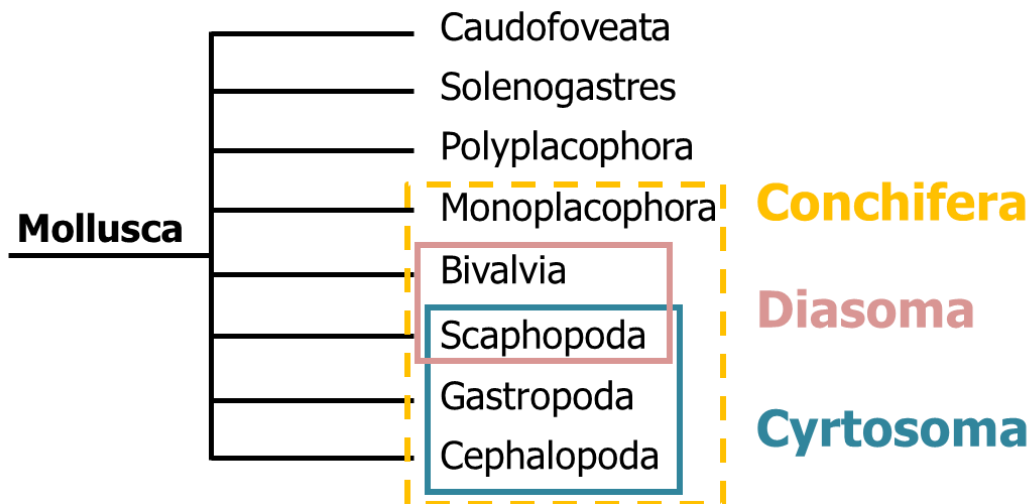 Caudofoveata
Solenogastres
Polyplacophora
Monoplacophora
Conchifera
Mollusca
Bivalvia
Diasoma
Scaphopoda
Gastropoda
Cyrtosoma
Cephalopoda